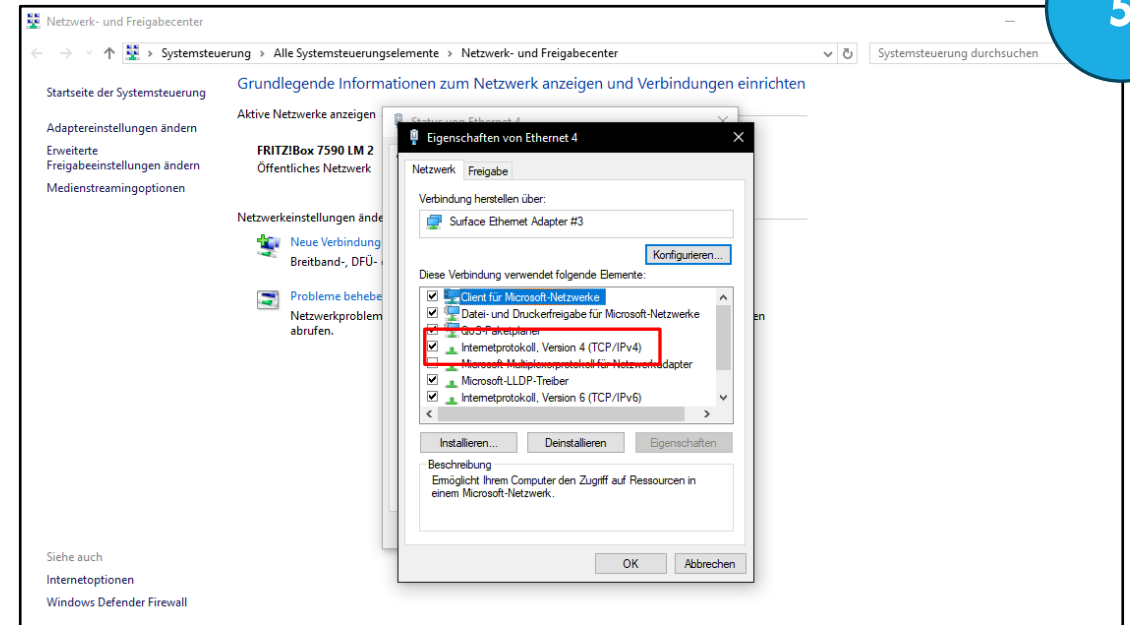 5
Netzwerk- und Freigabecenter
Systemsteuerung > Alle Systemsteuerungselemente > Netzwerk- und Freigabecenter
Systemsteuerung durchsuchen
Startseite der Systemsteuerung
Adaptereinstellungen ändern
Erweiterte
Freigabeeinstellungen ändern
Medienstreamingoptionen
Grundlegende Informationen zum Netzwerk anzeigen und Verbindungen einrichten
Aktive Netzwerke anzeigen
FRITZ!Box 7590 LM 2
Öffentliches Netzwerk
Netzwerkeinstellungen ände
Neue Verbindung
Breitband-, DFÜ-
Probleme behebe
Netzwerkproblem
en
abrufen.
Status von Ethernet 4
Eigenschaften von Ethernet 4
Netzwerk Freigabe
Verbindung herstellen über:
Surface Ethernet Adapter #3
Konfigurieren...
Diese Verbindung verwendet folgende Elemente:
Client für Microsoft-Netzwerke
Datei- und Druckerfreigabe für Microsoft-Netzwerke
QoS-Paketplaner
Internetprotokoll, Version 4 (TCP/IPv4)
Microsoft-Multiplexorprotokoll für Netzwerkadapter
Microsoft-LLDP-Treiber
Internetprotokoll, Version 6 (TCP/IPv6)
Installieren... Deinstallieren Eigenschaften
Beschreibung
Ermöglicht Ihrem Computer den Zugriff auf Ressourcen in
einem Microsoft-Netzwerk.
OK Abbrechen
Siehe auch
Internetoptionen
Windows Defender Firewall